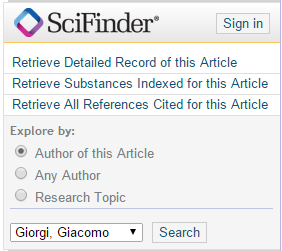 SciFinder® Sign in
Retrieve Detailed Record of this Article
Retrieve Substances Indexed for this Article
Retrieve All References Cited for this Article
Explore by:
Author of this Article
Any Author
Research Topic
Giorgi, Giacomo Search